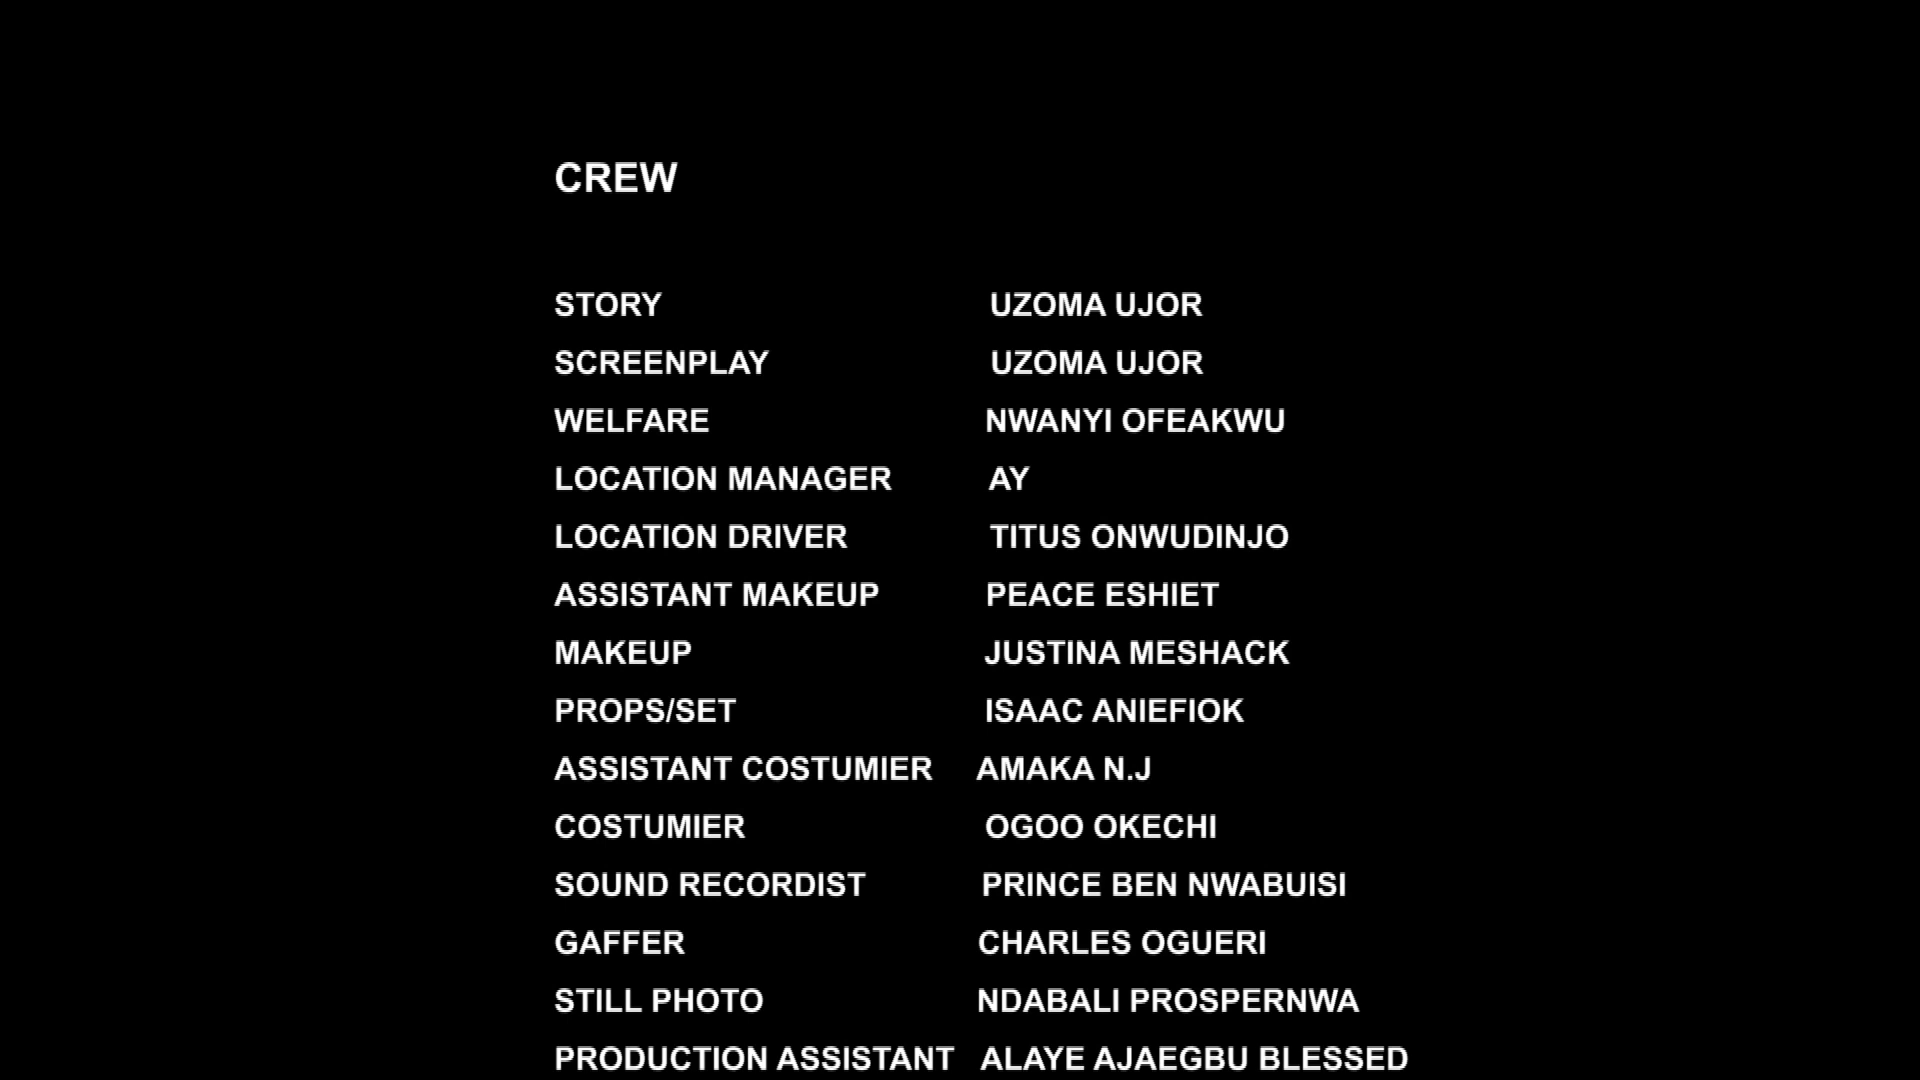 CREW
STORY UZOMA UJOR
SCREENPLAY UZOMA UJOR
WELFARE NWANYI OFEAKWU
LOCATION MANAGER AY
LOCATION DRIVER TITUS ONWUDINJO
ASSISTANT MAKEUP PEACE ESHIET
MAKEUP JUSTINA MESHACK
PROPS/SET ISAAC ANIEFIOK
ASSISTANT COSTUMIER AMAKA N.J
COSTUMIER OGOO OKECHI
SOUND RECORDIST PRINCE BEN NWABUISI
GAFFER CHARLES OGUERI
STILL PHOTO NDABALI PROSPERNWA
PRODUCTION ASSISTANT ALAYE AJAEGBU BLESSED